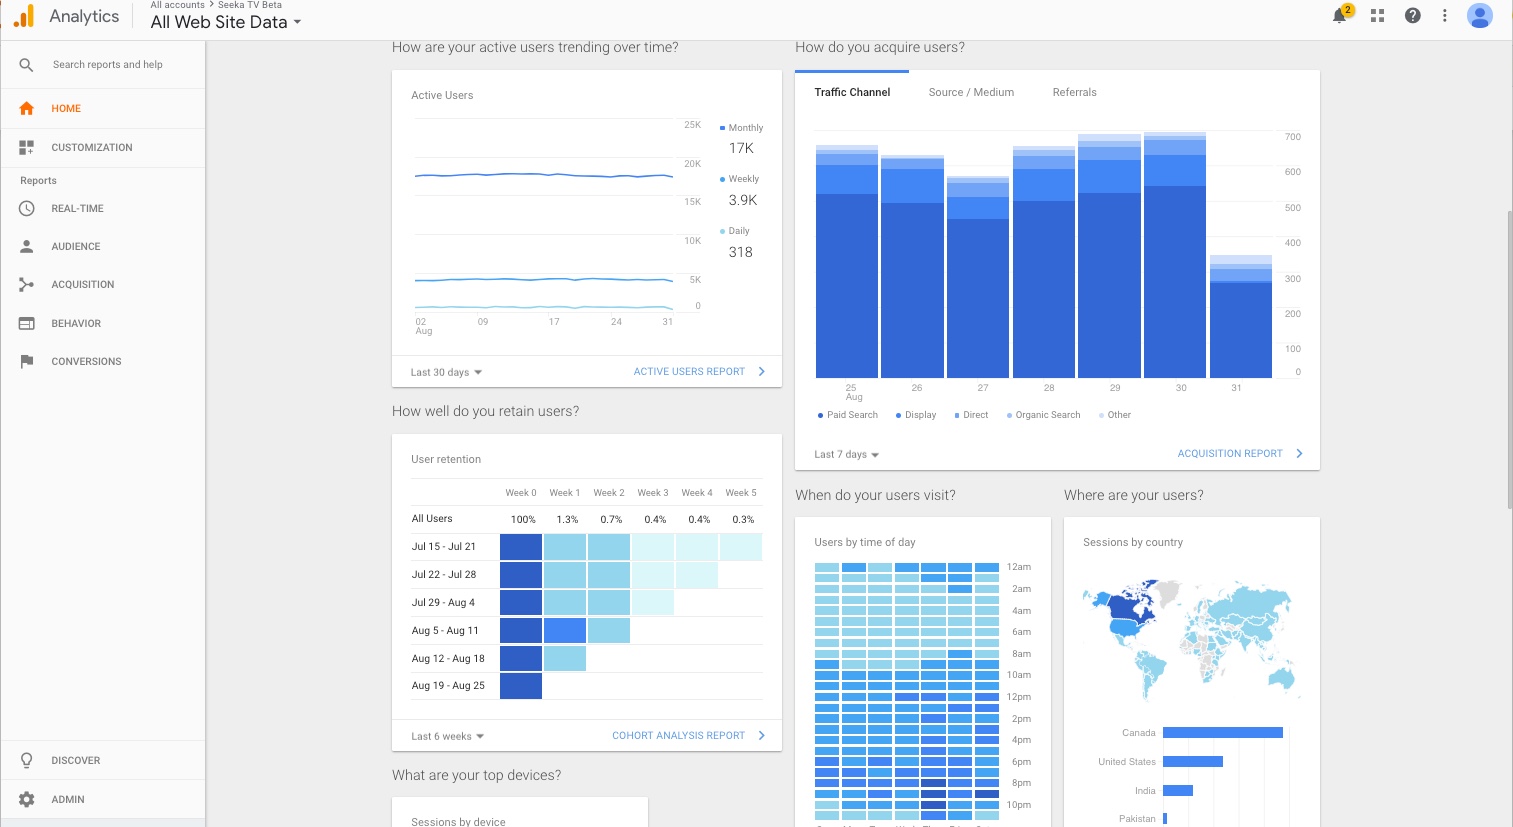 Analytics
All accounts > Seeka TV Beta
All Web Site Data
2
Search reports and help
HOME
CUSTOMIZATION
Reports
REAL-TIME
AUDIENCE
ACQUISITION
BEHAVIOR
CONVERSIONS
DISCOVER
ADMIN
How are your active users trending over time?
Active Users
25K
20K
15K
10K
5K
0
02
Aug
09
17
24
31
Monthly
17K
Weekly
3.9K
Daily
318
Last 30 days
ACTIVE USERS REPORT
How do you acquire users?
Traffic Channel
Source / Medium
Referrals
700
600
500
400
300
200
100
0
25
Aug
26
27
28
29
30
31
Paid Search
Display
Direct
Organic Search
Other
Last 7 days
ACQUISITION REPORT
How well do you retain users?
User retention
Week 0 Week 1 Week 2 Week 3 Week 4 Week 5
All Users 100% 1.3% 0.7% 0.4% 0.4% 0.3%
Jul 15 - Jul 21
Jul 22 - Jul 28
Jul 29 - Aug 4
Aug 5 - Aug 11
Aug 12 - Aug 18
Aug 19 - Aug 25
Last 6 weeks
COHORT ANALYSIS REPORT
When do your users visit?
Users by time of day
12am
2am
4am
6am
8am
10am
12pm
2pm
4pm
6pm
8pm
10pm
Where are your users?
Sessions by country
Canada
United States
India
Pakistan
What are your top devices?
Sessions by device